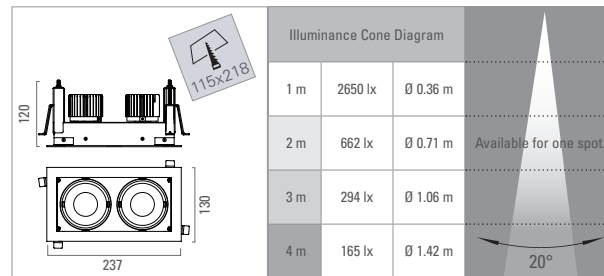 120
115x218
130
237
Illuminance Cone Diagram
1 m 2650 lx Ø 0.36 m
2 m 662 lx Ø 0.71 m
Available for one spot.
3 m 294 lx Ø 1.06 m
4 m 165 lx Ø 1.42 m
20°